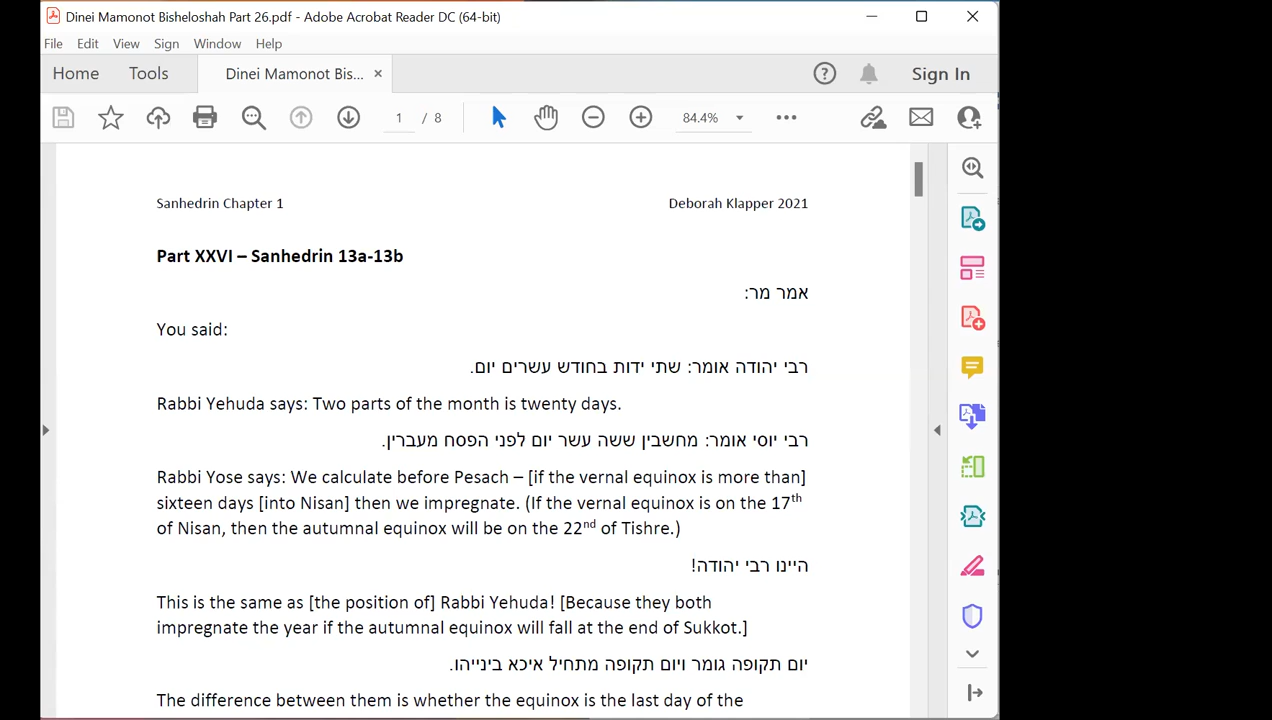 Dinei Mamonot Bisheloshah Part 26.pdf - Adobe Acrobat Reader DC (64-bit)
File Edit View Sign Window Help
Home Tools Dinei Mamonot Bis... Sign In
1 / 8 84.4%
Sanhedrin Chapter 1 Deborah Klapper 2021
Part XXVI – Sanhedrin 13a-13b
אמר מר:
You said:
רבי יהודה אומר: שתי ידות בחודש עשרים יום.
Rabbi Yehuda says: Two parts of the month is twenty days.
רבי יוסי אומר: מחשבין ששה עשר יום לפני הפסח מעברין.
Rabbi Yose says: We calculate before Pesach – [if the vernal equinox is more than]
sixteen days [into Nisan] then we impregnate. (If the vernal equinox is on the 17th
of Nisan, then the autumnal equinox will be on the 22nd of Tishre.)
היינו רבי יהודה!
This is the same as [the position of] Rabbi Yehuda! [Because they both
impregnate the year if the autumnal equinox will fall at the end of Sukkot.]
יום תקופה גומר ויום תקופה מתחיל איכא בינייהו.
The difference between them is whether the equinox is the last day of the